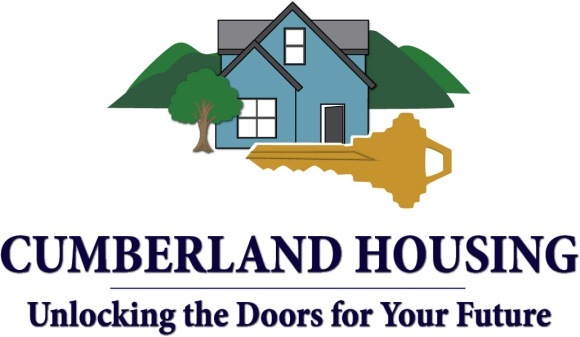 CUMBERLAND HOUSING
Unlocking the Doors for Your Future